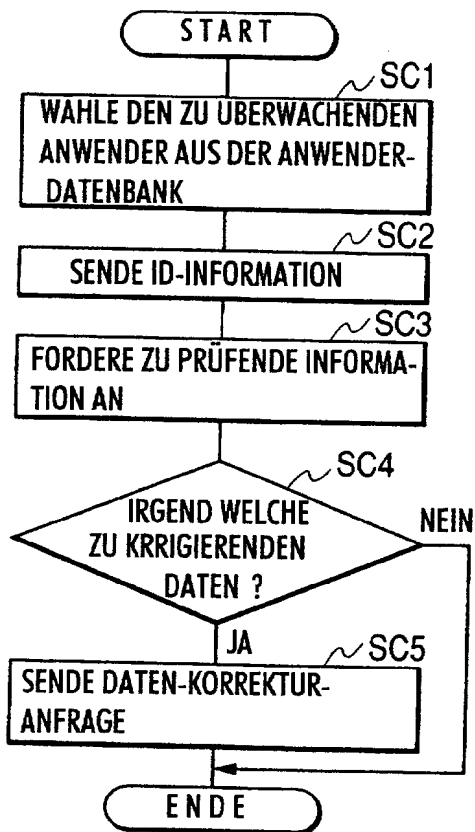 START
SC1
WAHLE DEN ZU UBERWACHENDEN
ANWENDER AUS DER ANWENDER-
DATENBANK
SC2
SENDE ID-INFORMATION
SC3
FORDERE ZU PRÜFENDE INFORMA-
TION AN
SC4
IRGEND WELCHE
ZU KRRIGIERENDEN
DATEN ?
NEIN
JA
SC5
SENDE DATEN-KORREKTUR-
ANFRAGE
ENDE